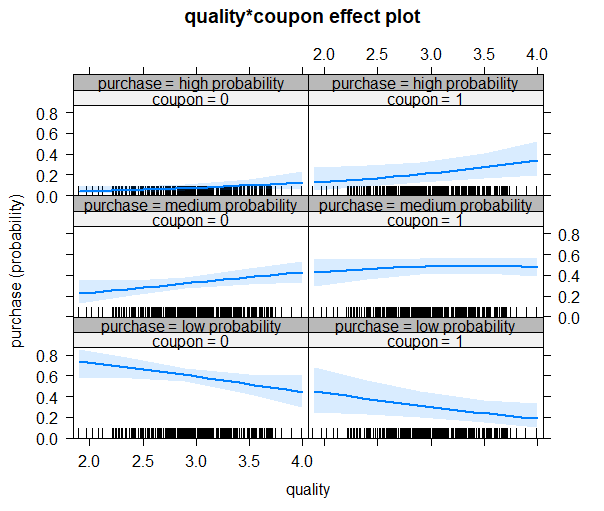 quality*coupon effect plot
2.0 2.5 3.0 3.5 4.0
purchase = high probability purchase = high probability
coupon = 0 coupon = 1
0.8
0.6
0.4
0.2
0.0
purchase = medium probability purchase = medium probability
coupon = 0 coupon = 1
0.8
0.6
0.4
0.2
0.0
purchase = low probability purchase = low probability
coupon = 0 coupon = 1
0.8
0.6
0.4
0.2
0.0
2.0 2.5 3.0 3.5 4.0
quality
purchase (probability)